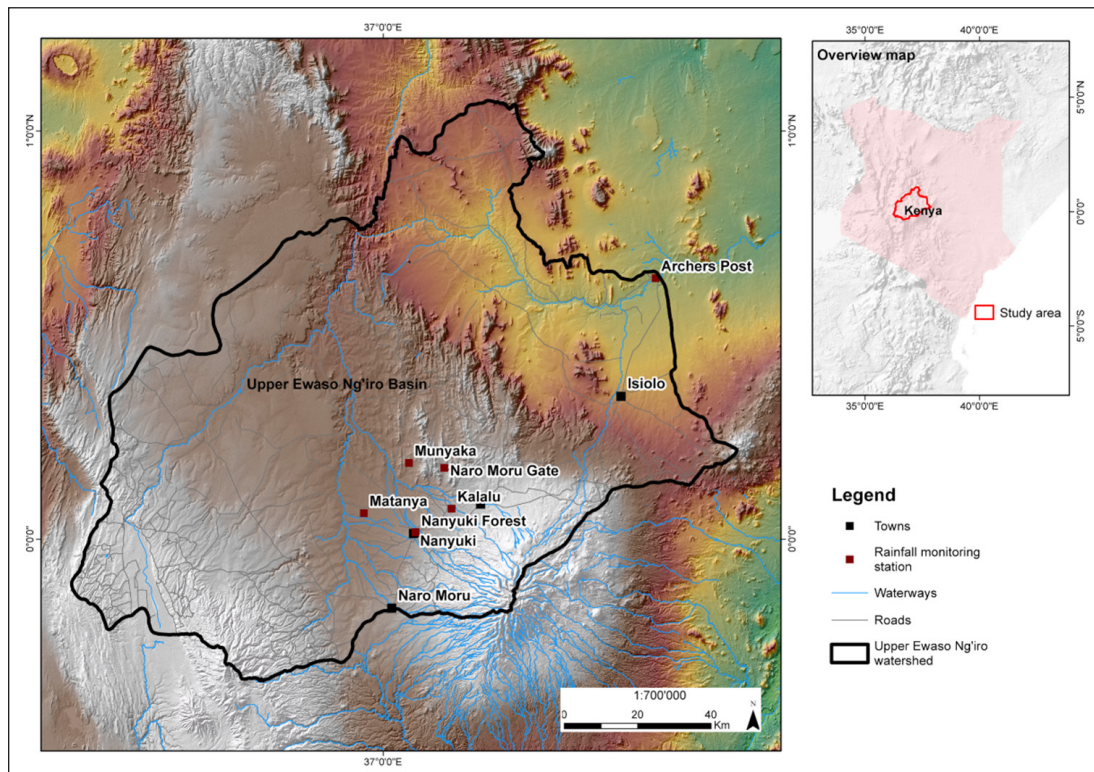 37°0'0"E
1°0'0"N
1°0'0"N
Archers Post
Isiolo
Upper Ewaso Ng'iro Basin
Munyaka
Naro Moru Gate
Matanya
Kalalu
Nanyuki Forest
Nanyuki
0°0'0"
0°0'0"
Naro Moru
1:700'000
0 20 40
Km
N
37°0'0"E
35°0'0"E 40°0'0"E
Overview map
5°0'0"N
Kenya
0°0'0"
Study area
5°0'0"S
35°0'0"E 40°0'0"E
Legend
Towns
Rainfall monitoring
station
Waterways
Roads
Upper Ewaso Ng'iro
watershed